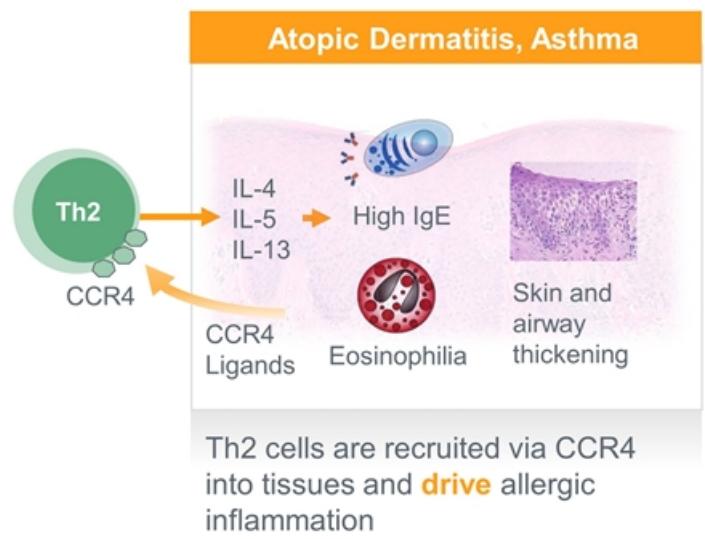 Atopic Dermatitis, Asthma
Th2
CCR4
IL-4
IL-5
IL-13
High IgE
CCR4
Ligands
Eosinophilia
Skin and
airway
thickening
Th2 cells are recruited via CCR4
into tissues and drive allergic
inflammation